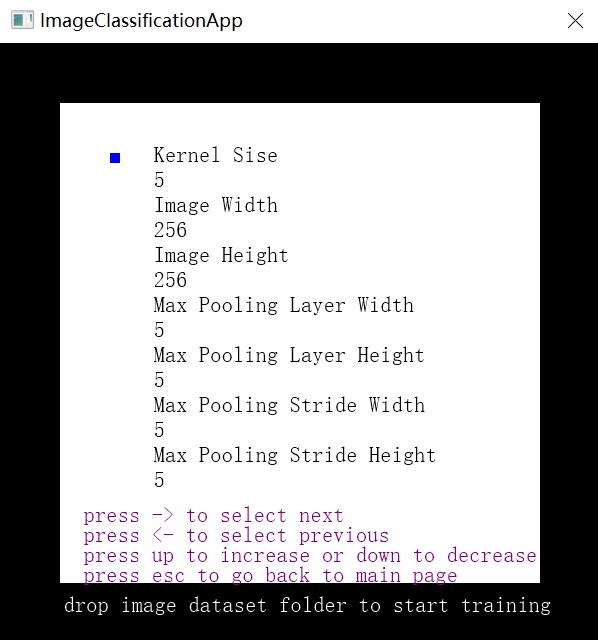 ImageClassificationApp
Kernel Sise
5
Image Width
256
Image Height
256
Max Pooling Layer Width
5
Max Pooling Layer Height
5
Max Pooling Stride Width
5
Max Pooling Stride Height
5
press -> to select next
press <- to select previous
press up to increase or down to decrease
press esc to go back to main page
drop image dataset folder to start training